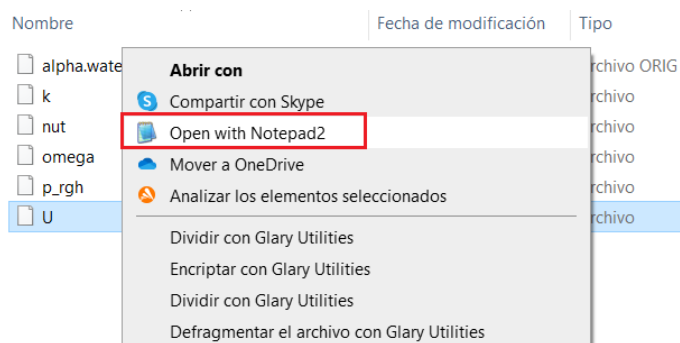 Nombre Fecha de modificación Tipo
alpha.wate Abrir con rchivo ORIG
k Compartir con Skype rchivo
nut Open with Notepad2 rchivo
omega Mover a OneDrive rchivo
p_rgh Analizar los elementos seleccionados rchivo
U rchivo
Dividir con Glary Utilities
Encriptar con Glary Utilities
Dividir con Glary Utilities
Defragmentar el archivo con Glary Utilities